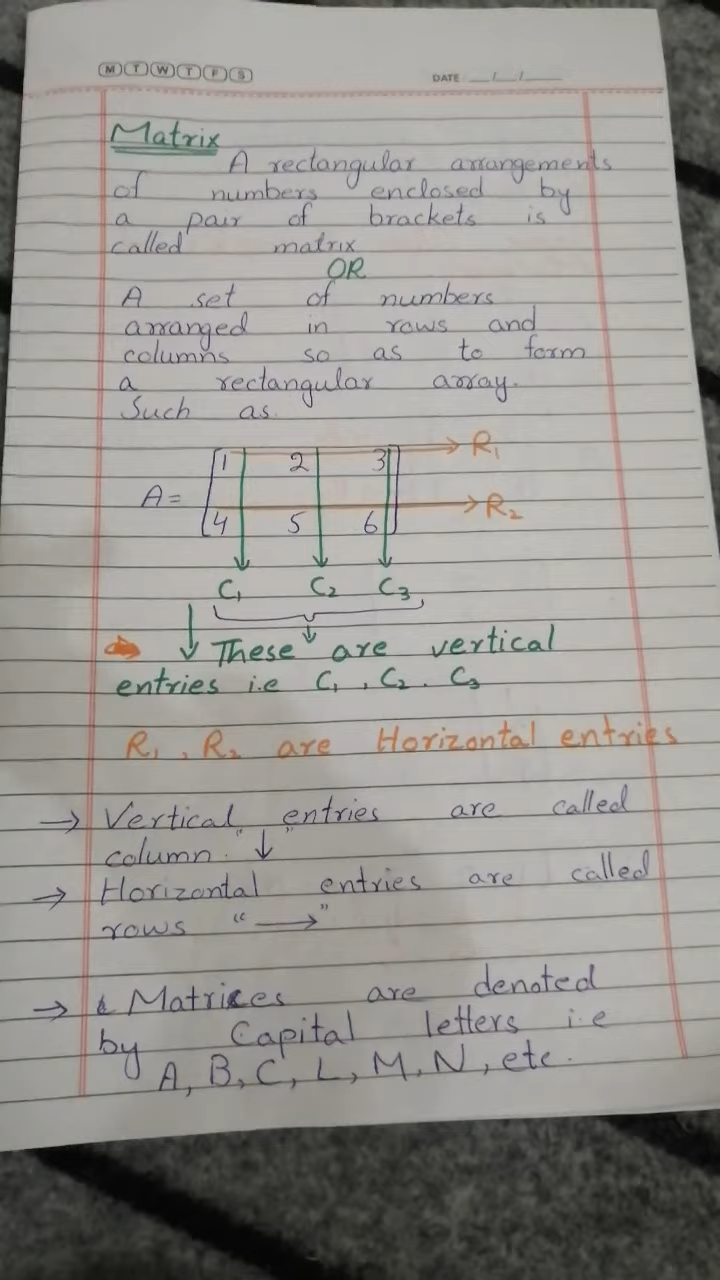 M T W T F S
DATE __/__/____
Matrix
A rectangular arrangements
of numbers enclosed by
a pair of brackets is
called matrix
OR
A set of numbers
arranged in rows and
columns so as to form
a rectangular array.
Such as
1 2 3 → R₁
A =
4 5 6 → R₂
C₁ C₂ C₃
↓ These are vertical
entries i.e C₁, C₂. C₃
R₁, R₂ are Horizontal entries
→ Vertical entries are called
column. "↓"
→ Horizontal entries are called
rows "→"
→ Matrices are denoted
by Capital letters i.e
A, B, C, L, M, N, etc.